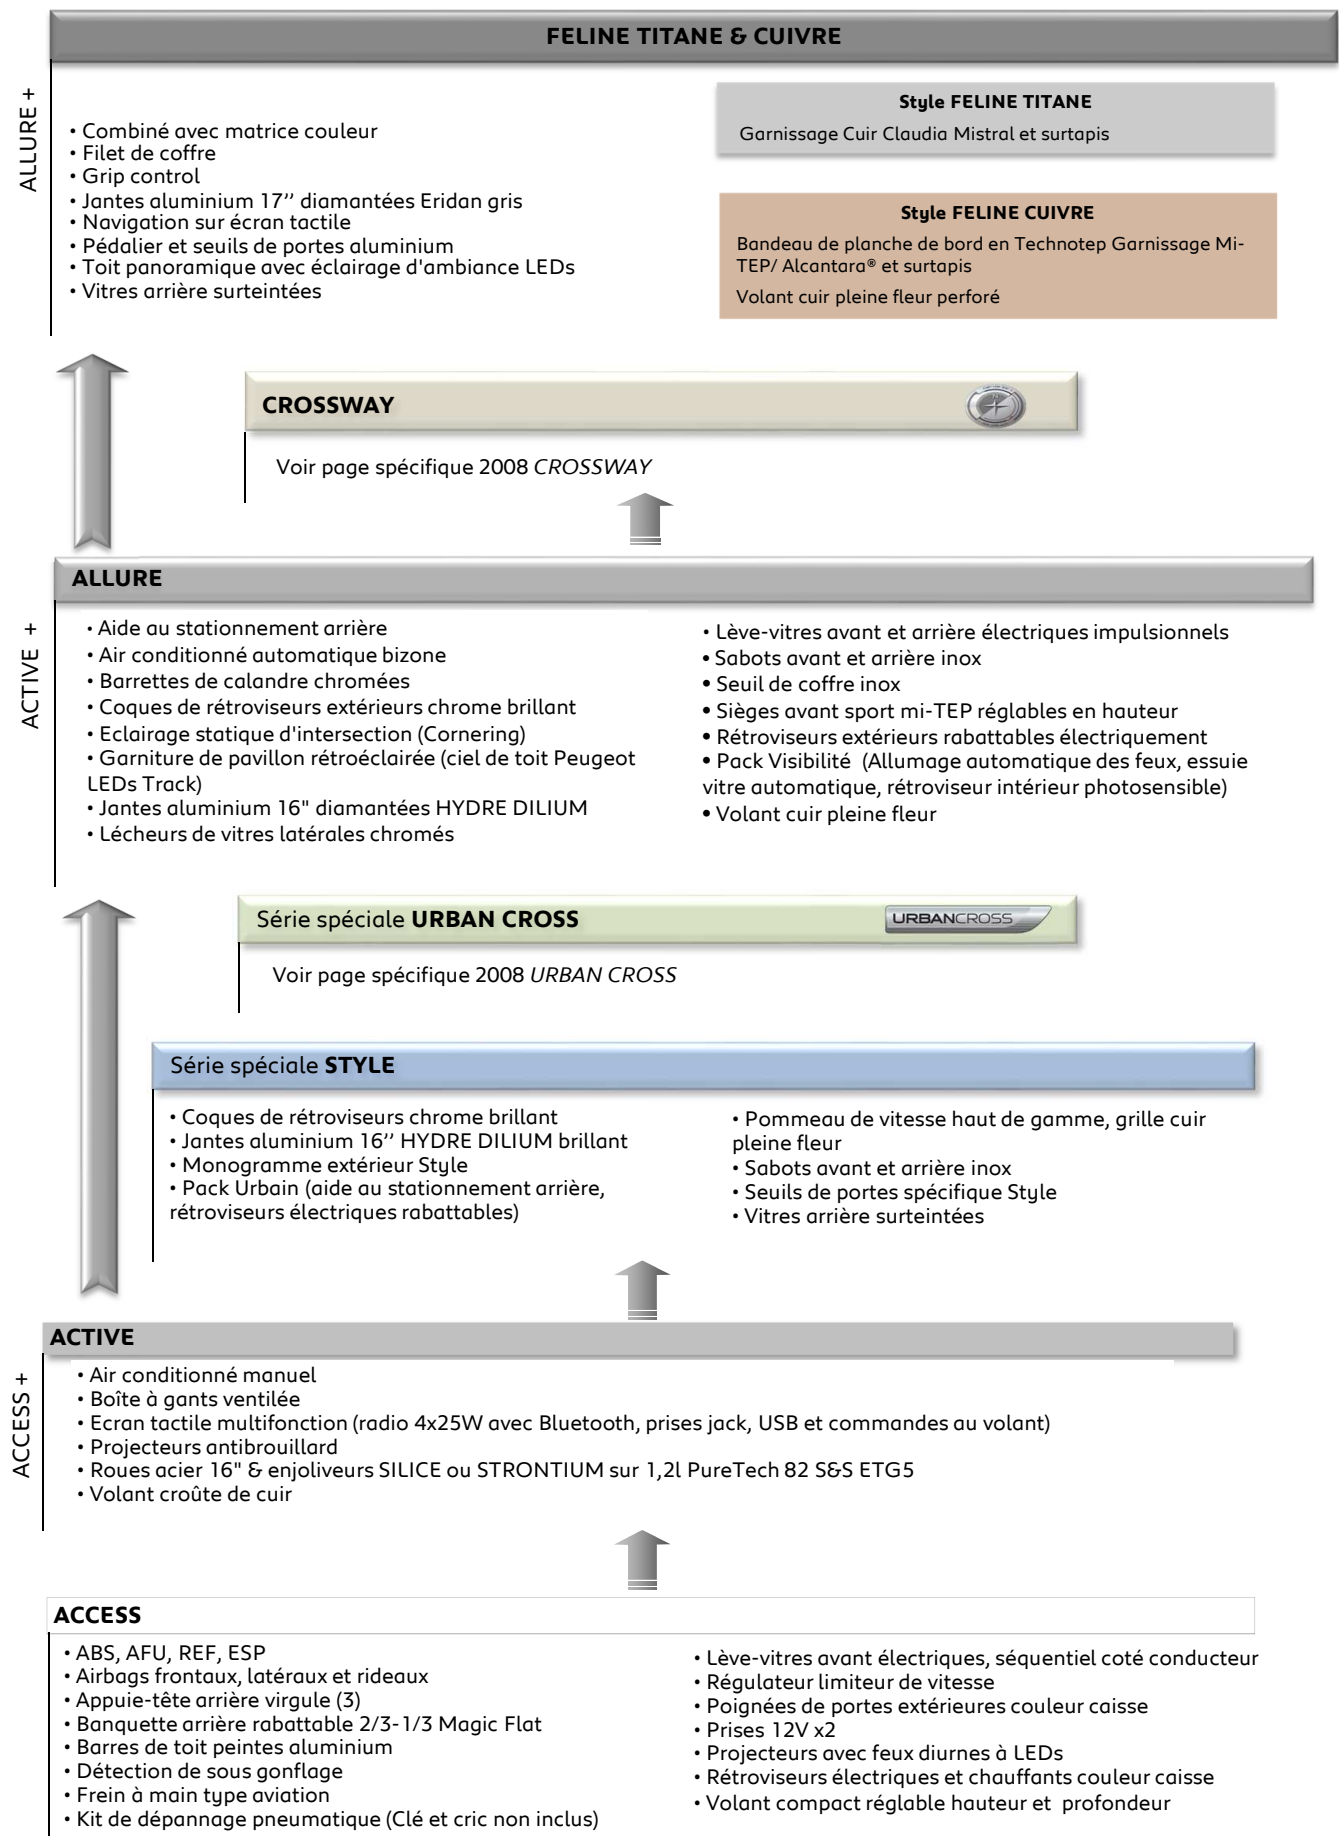 FELINE TITANE & CUIVRE
ALLURE +
• Combiné avec matrice couleur
• Filet de coffre
• Grip control
• Jantes aluminium 17’’ diamantées Eridan gris
• Navigation sur écran tactile
• Pédalier et seuils de portes aluminium
• Toit panoramique avec éclairage d'ambiance LEDs
• Vitres arrière surteintées
Style FELINE TITANE
Garnissage Cuir Claudia Mistral et surtapis
Style FELINE CUIVRE
Bandeau de planche de bord en Technotep Garnissage Mi-
TEP/ Alcantara® et surtapis
Volant cuir pleine fleur perforé
CROSSWAY
Voir page spécifique 2008 CROSSWAY
ALLURE
ACTIVE +
• Aide au stationnement arrière
• Air conditionné automatique bizone
• Barrettes de calandre chromées
• Coques de rétroviseurs extérieurs chrome brillant
• Eclairage statique d'intersection (Cornering)
• Garniture de pavillon rétroéclairée (ciel de toit Peugeot
LEDs Track)
• Jantes aluminium 16" diamantées HYDRE DILIUM
• Lécheurs de vitres latérales chromés
• Lève-vitres avant et arrière électriques impulsionnels
• Sabots avant et arrière inox
• Seuil de coffre inox
• Sièges avant sport mi-TEP réglables en hauteur
• Rétroviseurs extérieurs rabattables électriquement
• Pack Visibilité (Allumage automatique des feux, essuie
vitre automatique, rétroviseur intérieur photosensible)
• Volant cuir pleine fleur
Série spéciale URBAN CROSS
URBANCROSS
Voir page spécifique 2008 URBAN CROSS
Série spéciale STYLE
• Coques de rétroviseurs chrome brillant
• Jantes aluminium 16’’ HYDRE DILIUM brillant
• Monogramme extérieur Style
• Pack Urbain (aide au stationnement arrière,
rétroviseurs électriques rabattables)
• Pommeau de vitesse haut de gamme, grille cuir
pleine fleur
• Sabots avant et arrière inox
• Seuils de portes spécifique Style
• Vitres arrière surteintées
ACTIVE
ACCESS +
• Air conditionné manuel
• Boîte à gants ventilée
• Ecran tactile multifonction (radio 4x25W avec Bluetooth, prises jack, USB et commandes au volant)
• Projecteurs antibrouillard
• Roues acier 16" & enjoliveurs SILICE ou STRONTIUM sur 1,2l PureTech 82 S&S ETG5
• Volant croûte de cuir
ACCESS
• ABS, AFU, REF, ESP
• Airbags frontaux, latéraux et rideaux
• Appuie-tête arrière virgule (3)
• Banquette arrière rabattable 2/3-1/3 Magic Flat
• Barres de toit peintes aluminium
• Détection de sous gonflage
• Frein à main type aviation
• Kit de dépannage pneumatique (Clé et cric non inclus)
• Lève-vitres avant électriques, séquentiel coté conducteur
• Régulateur limiteur de vitesse
• Poignées de portes extérieures couleur caisse
• Prises 12V x2
• Projecteurs avec feux diurnes à LEDs
• Rétroviseurs électriques et chauffants couleur caisse
• Volant compact réglable hauteur et profondeur